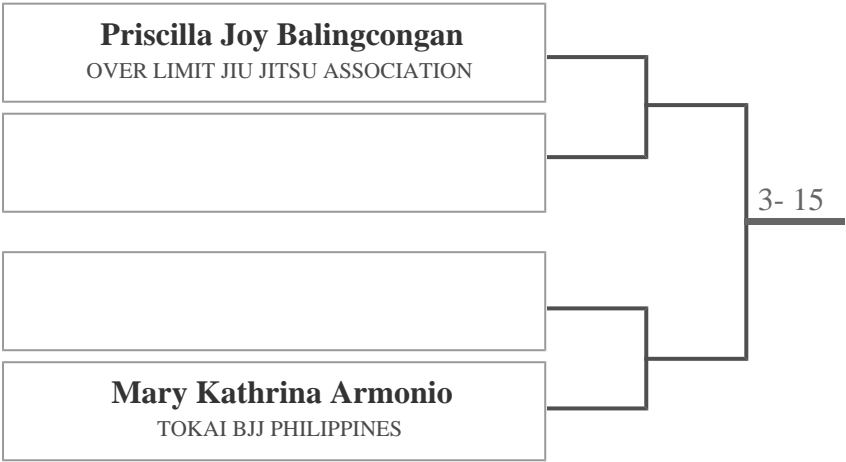 Priscilla Joy Balingcongan
OVER LIMIT JIU JITSU ASSOCIATION
3- 15
Mary Kathrina Armonio
TOKAI BJJ PHILIPPINES